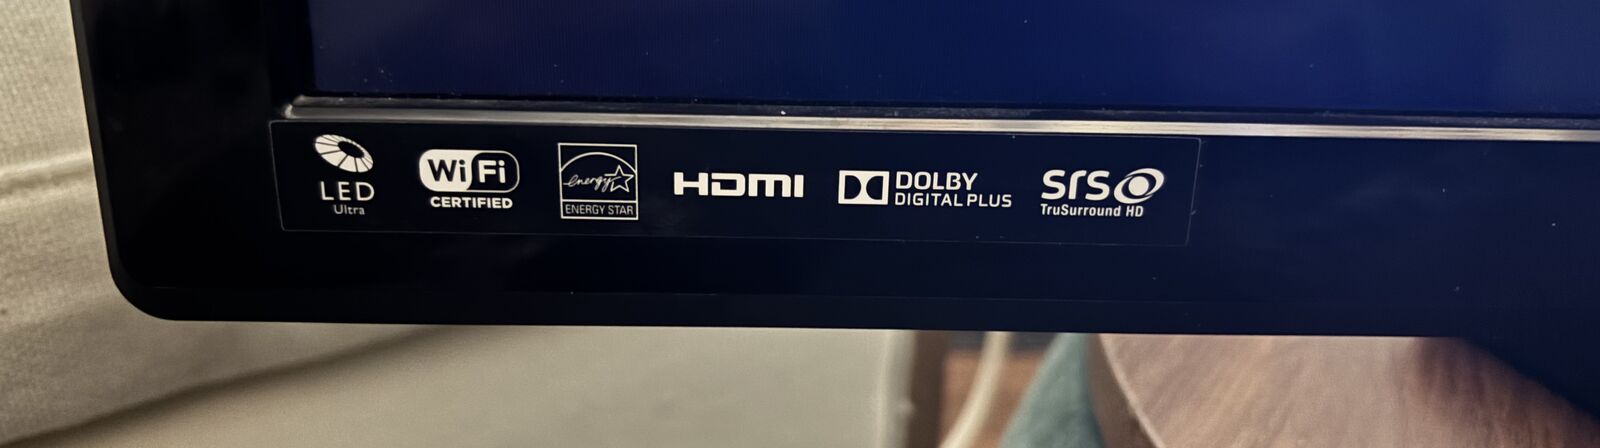 LED
Ultra
WiFi
CERTIFIED
energy
ENERGY STAR
HDMI
DOLBY
DIGITAL PLUS
SRS
TruSurround HD